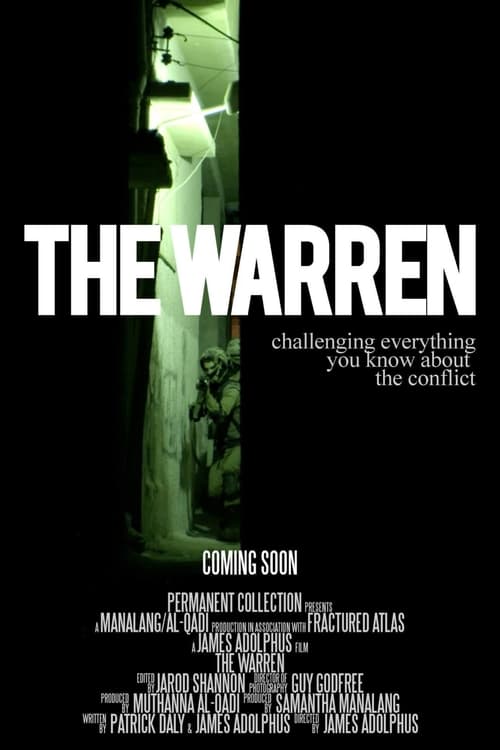 THE WARREN
challenging everything
you know about
the conflict
COMING SOON
PERMANENT COLLECTION PRESENTS
A MANALANG/AL-QADI PRODUCTION IN ASSOCIATION WITH FRACTURED ATLAS
A JAMES ADOLPHUS FILM
THE WARREN
EDITED BY JAROD SHANNON DIRECTOR OF PHOTOGRAPHY GUY GODFREE
PRODUCED BY MUTHANNA AL-QADI PRODUCED BY SAMANTHA MANALANG
WRITTEN BY PATRICK DALY & JAMES ADOLPHUS DIRECTED BY JAMES ADOLPHUS